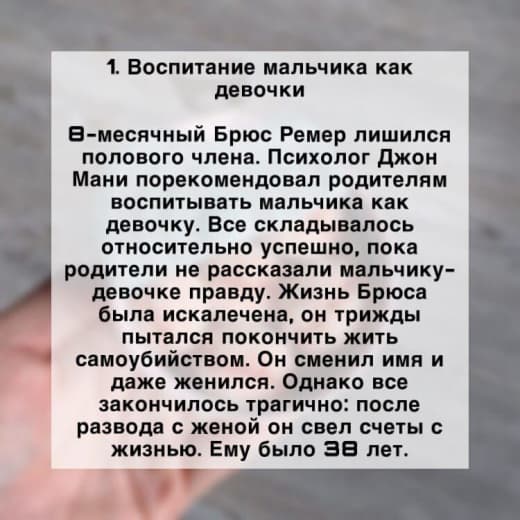 1. Воспитание мальчика как
девочки
8-месячный Брюс Ремер лишился
полового члена. Психолог Джон
Мани порекомендовал родителям
воспитывать мальчика как
девочку. Все складывалось
относительно успешно, пока
родители не рассказали мальчику-
девочке правду. Жизнь Брюса
была искалечена, он трижды
пытался покончить жить
самоубийством. Он сменил имя и
даже женился. Однако все
закончилось трагично: после
развода с женой он свел счеты с
жизнью. Ему было 38 лет.